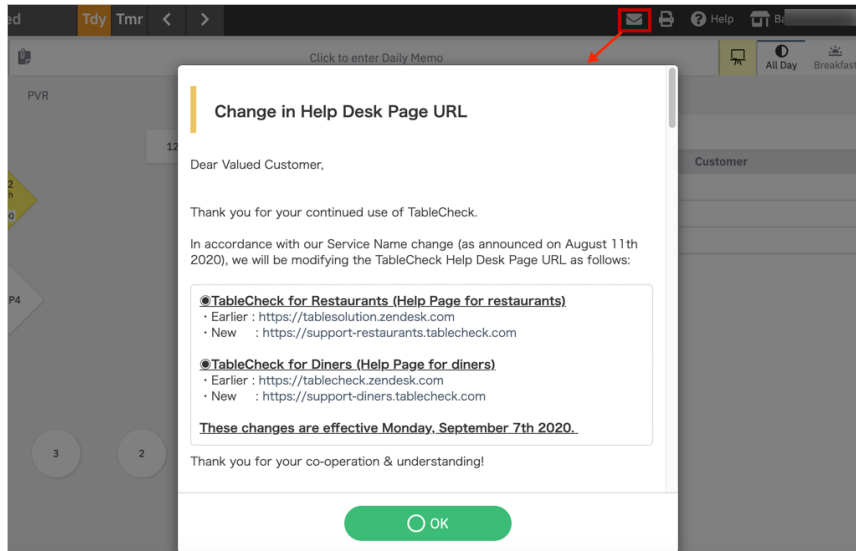 ed Tdy Tmr < > Help Ba
Click to enter Daily Memo All Day Breakfast
PVR
12
Customer
2
h
00
P4
3 2
Change in Help Desk Page URL
Dear Valued Customer,
Thank you for your continued use of TableCheck.
In accordance with our Service Name change (as announced on August 11th
2020), we will be modifying the TableCheck Help Desk Page URL as follows:
◉TableCheck for Restaurants (Help Page for restaurants)
・Earlier : https://tablesolution.zendesk.com
・New : https://support-restaurants.tablecheck.com
◉TableCheck for Diners (Help Page for diners)
・Earlier : https://tablecheck.zendesk.com
・New : https://support-diners.tablecheck.com
These changes are effective Monday, September 7th 2020.
Thank you for your co-operation & understanding!
OK